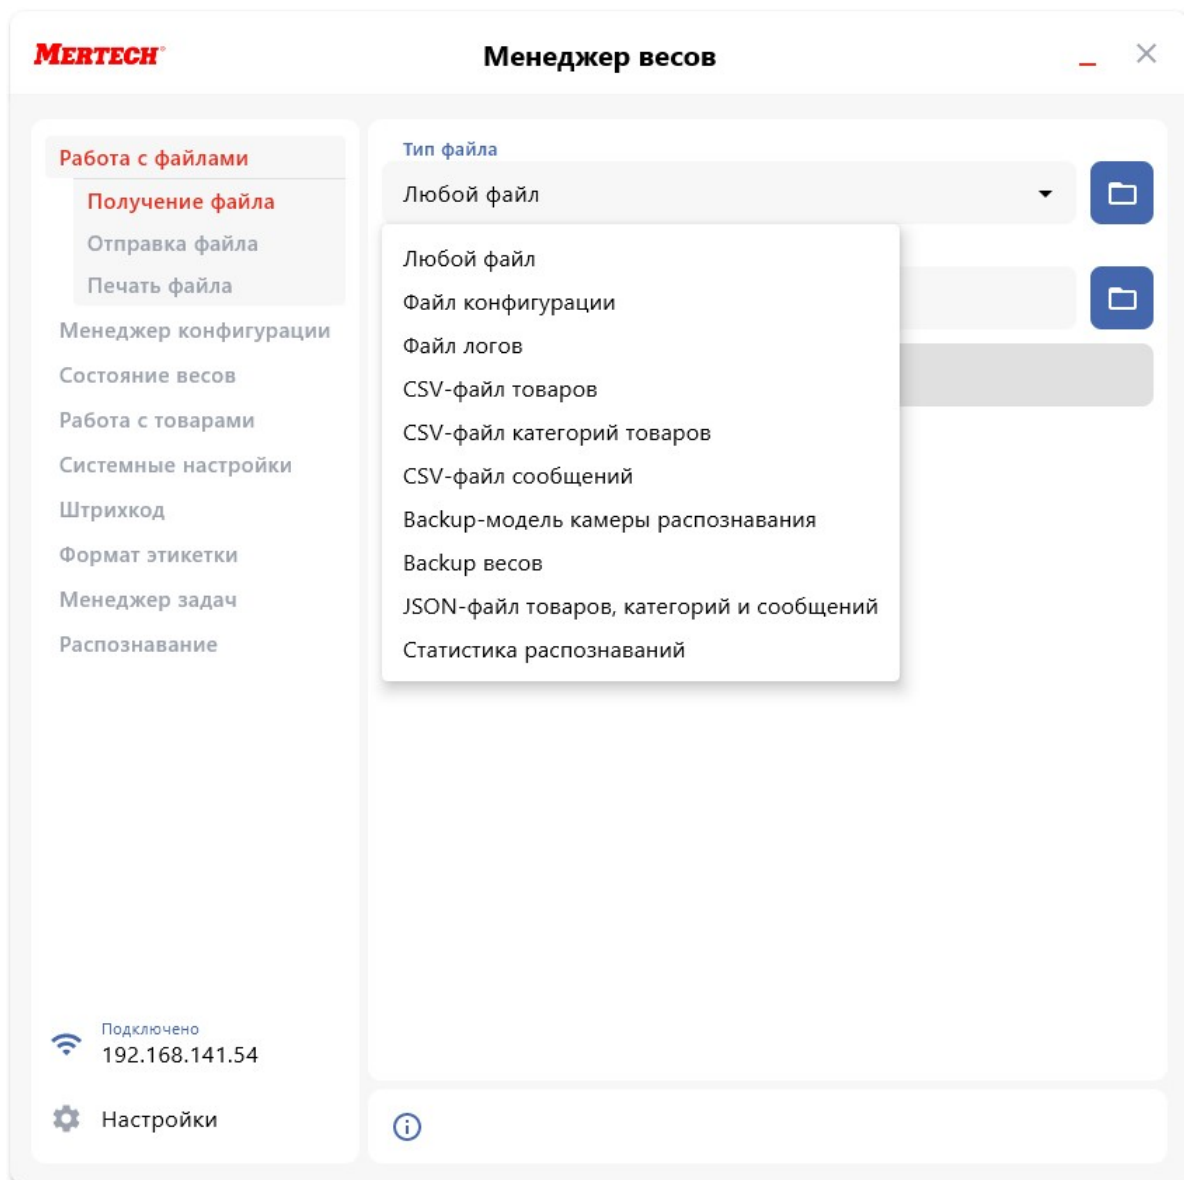 MERTECH
Менеджер весов
Работа с файлами
Получение файла
Отправка файла
Печать файла
Менеджер конфигурации
Состояние весов
Работа с товарами
Системные настройки
Штрихкод
Формат этикетки
Менеджер задач
Распознавание
Подключено
192.168.141.54
Настройки
Тип файла
Любой файл
Любой файл
Файл конфигурации
Файл логов
CSV-файл товаров
CSV-файл категорий товаров
CSV-файл сообщений
Backup-модель камеры распознавания
Backup весов
JSON-файл товаров, категорий и сообщений
Статистика распознаваний